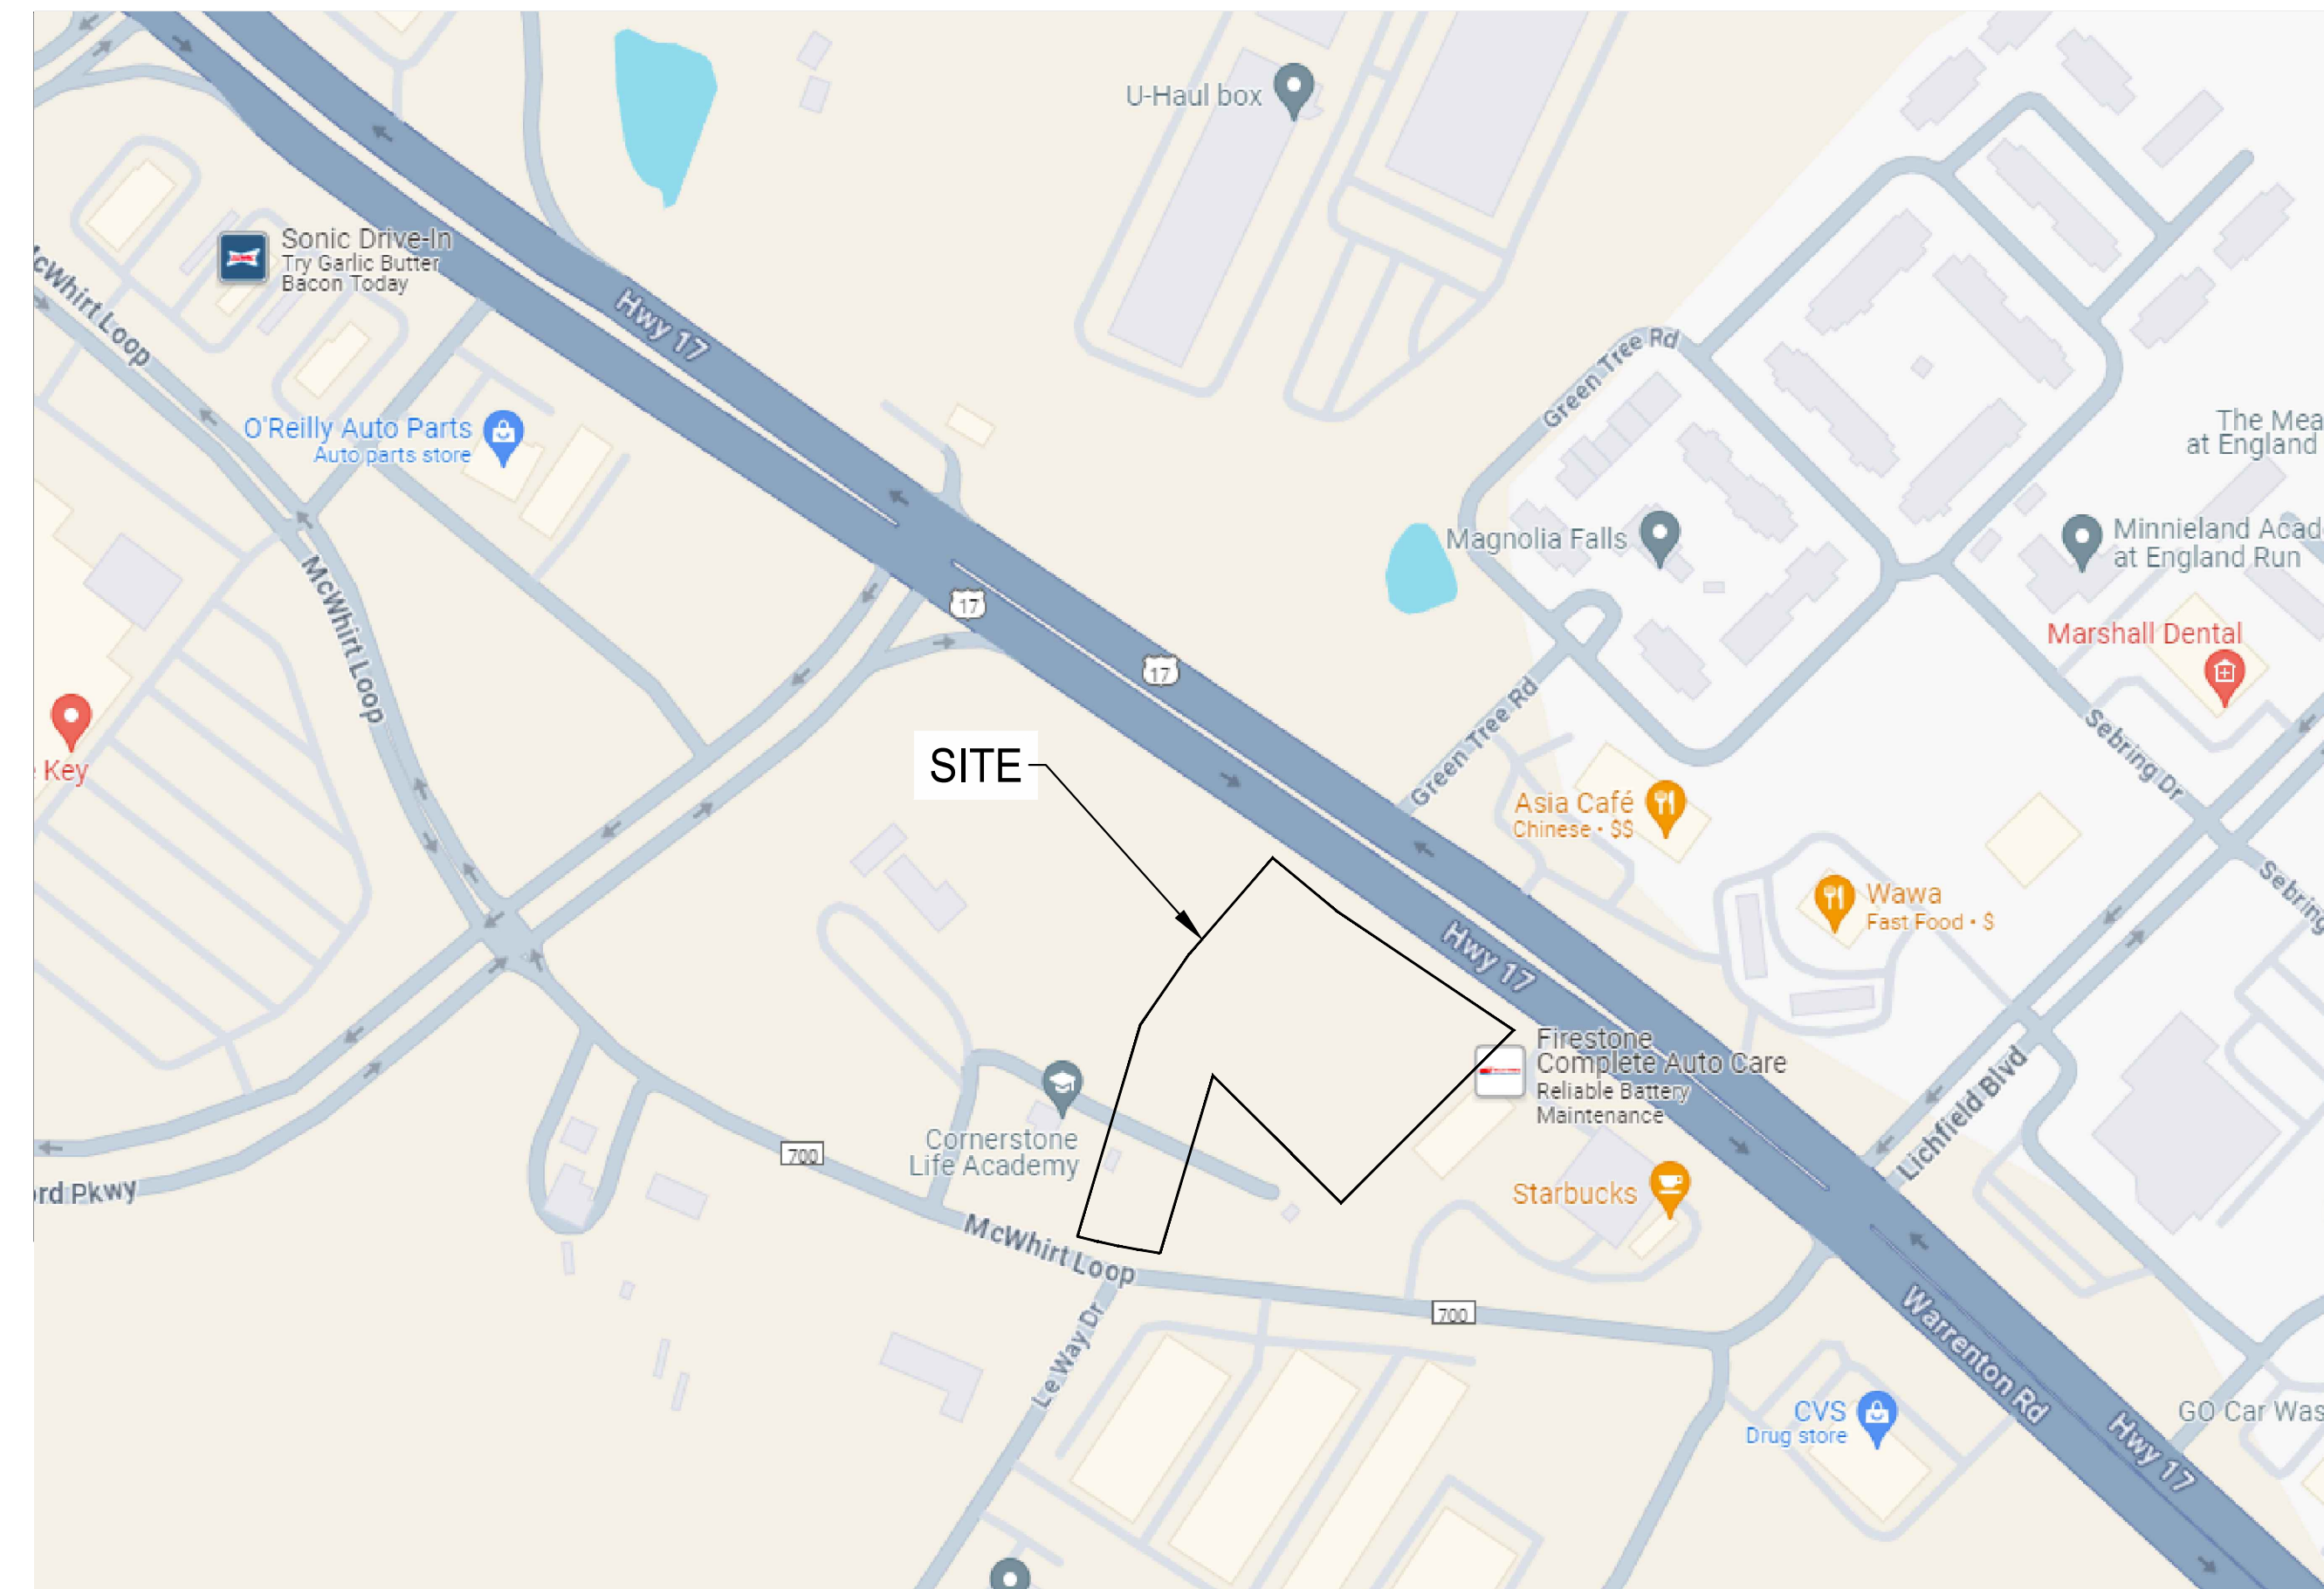 U-Haul box
Sonic Drive-In
Try Garlic Butter
Bacon Today
cWhirt Loop
Hwy 17
Green Tree Rd
O'Reilly Auto Parts
Auto parts store
The Mea
at England
Magnolia Falls
Minnieland Acad
at England Run
McWhirt Loop
17
17
Marshall Dental
Green Tree Rd
Sebring Dr
Key
SITE
Asia Café
Chinese • $$
Wawa
Fast Food • $
Sebring
Hwy 17
Firestone
Complete Auto Care
Reliable Battery
Maintenance
Lichfield Blvd
Cornerstone
Life Academy
700
rd Pkwy
Starbucks
McWhirt Loop
700
Le Way Dr
Warrenton Rd
CVS
Drug store
GO Car Was
Hwy 17